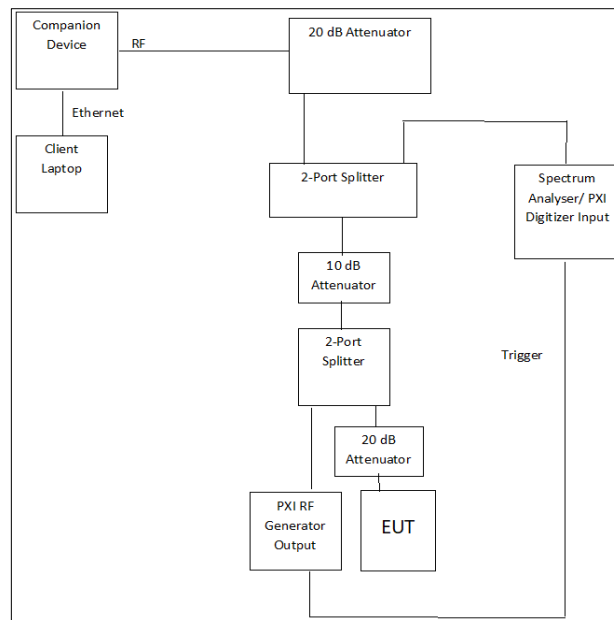 Companion
Device
RF
20 dB Attenuator
Ethernet
Client
Laptop
2-Port Splitter
Spectrum
Analyser/ PXI
Digitizer Input
10 dB
Attenuator
2-Port
Splitter
Trigger
20 dB
Attenuator
PXI RF
Generator
Output
EUT